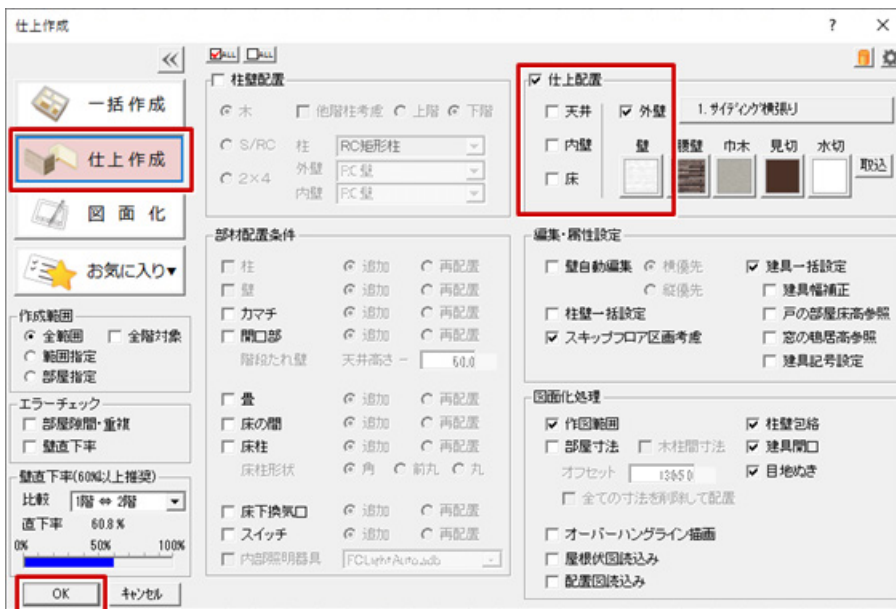 仕上作成
ALL ALL
一括作成
仕上作成
図面化
お気に入り▼
作成範囲
全範囲 全階対象
範囲指定
部屋指定
エラーチェック
部屋隙間・重複
壁直下率
壁直下率(60%以上推奨)
比較 1階 ⇔ 2階
直下率 60.8 %
0% 50% 100%
OK キャンセル
柱壁配置
木 他階柱考慮 上階 下階
S/RC 柱 RC矩形柱
2×4 外壁 RC壁
内壁 RC壁
部材配置条件
柱 追加 再配置
壁 追加 再配置
カマチ 追加 再配置
開口部 追加 再配置
階段たれ壁 天井高さ － 60.0
畳 追加 再配置
床の間 追加 再配置
床柱 追加 再配置
床柱形状 角 前丸 丸
床下換気口 追加 再配置
スイッチ 追加 再配置
内部照明器具 FCLightAuto.adb
仕上配置
天井 外壁 1. サイディング横張り
内壁 壁 腰壁 巾木 見切 水切
床 取込
編集・属性設定
壁自動編集 横優先 建具一括設定
縦優先 建具幅補正
柱壁一括設定 戸の部屋床高参照
スキップフロア区画考慮 窓の鴨居高参照
建具記号設定
図面化処理
作図範囲 柱壁包絡
部屋寸法 木柱間寸法 建具開口
オフセット 1365.0 目地ぬき
全ての寸法を削除して配置
オーバーハングライン描画
屋根伏図読込み
配置図読込み